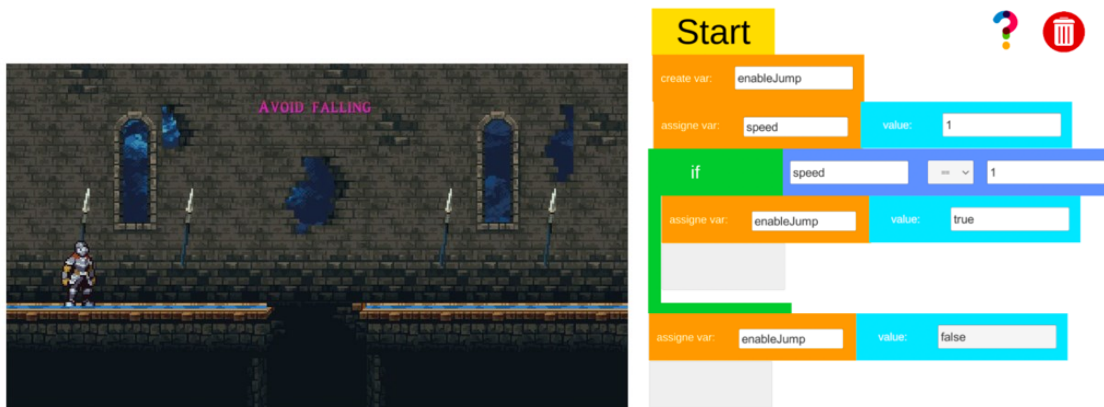 Start
?
create var: enableJump
assigne var: speed value: 1
if speed == 1
assigne var: enableJump value: true
assigne var: enableJump value: false
AVOID FALLING